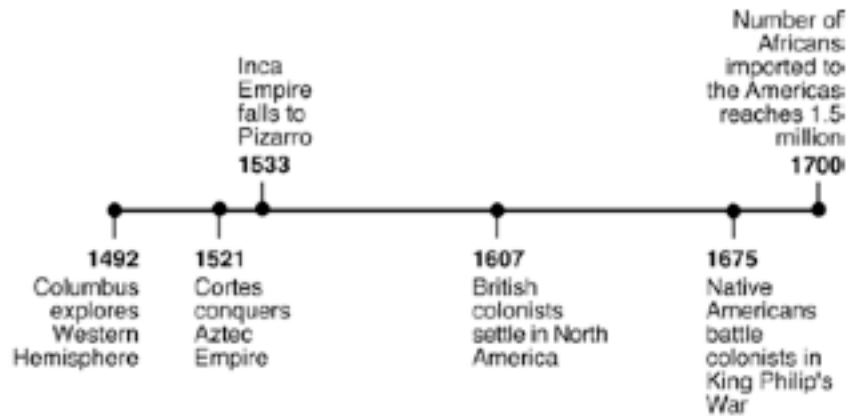 Number of
Africans
imported to
the Americas
reaches 1.5
million
1700
Inca
Empire
falls to
Pizarro
1533
1492
Columbus
explores
Western
Hemisphere
1521
Cortes
conquers
Aztec
Empire
1607
British
colonists
settle in North
America
1675
Native
Americans
battle
colonists in
King Philip's
War